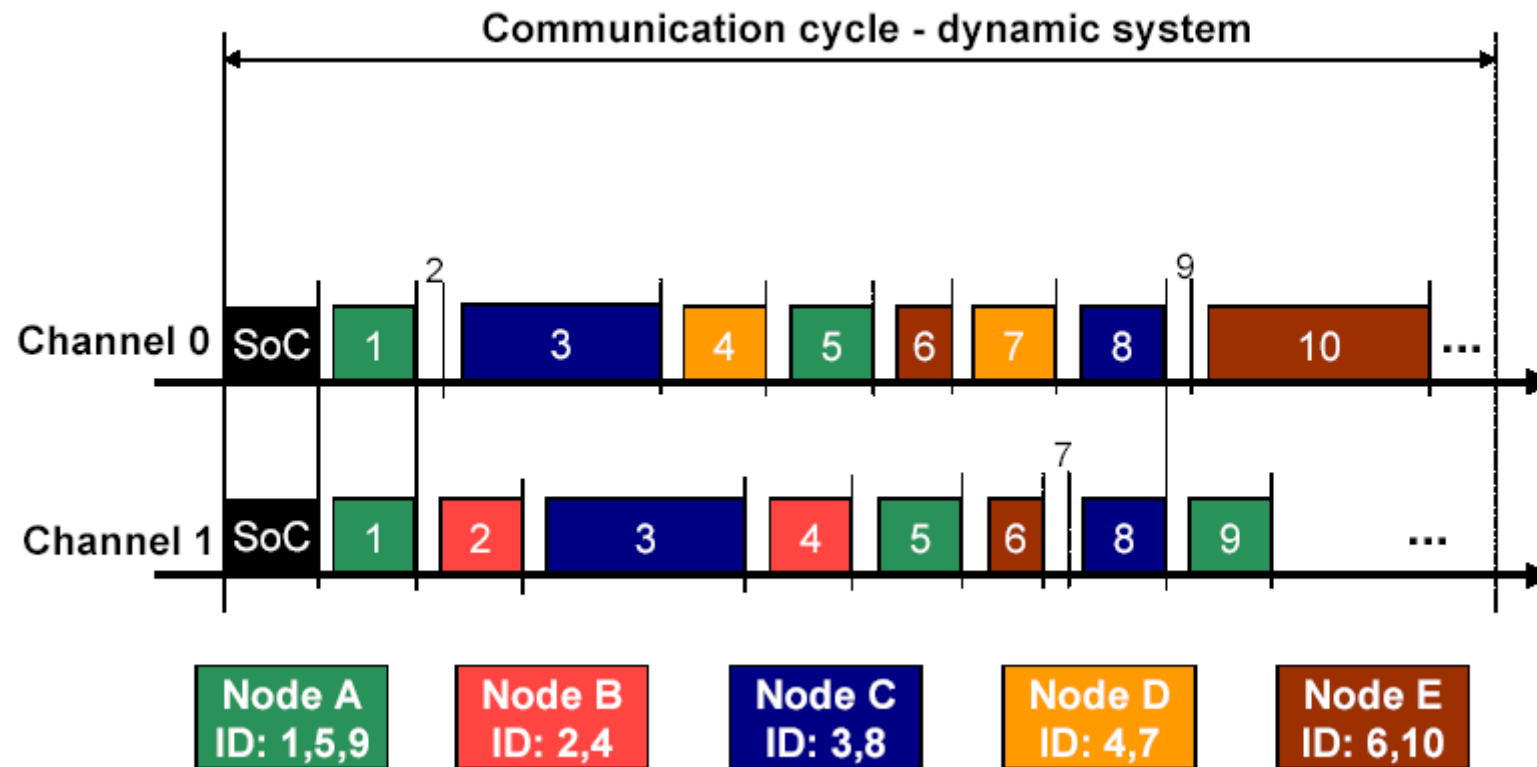 Communication cycle - dynamic system
2 9
Channel 0 SoC 1 3 4 5 6 7 8 10 ...
7
Channel 1 SoC 1 2 3 4 5 6 8 9 ...
Node A
ID: 1,5,9
Node B
ID: 2,4
Node C
ID: 3,8
Node D
ID: 4,7
Node E
ID: 6,10